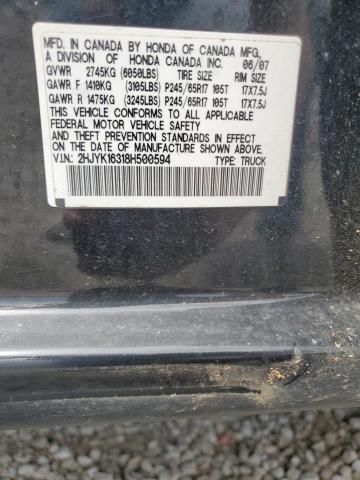 MFD. IN CANADA BY HONDA OF CANADA MFG.
A DIVISION OF HONDA CANADA INC. 06/07
GVWR 2745KG (6050LBS) TIRE SIZE RIM SIZE
GAWR F 1410KG (3105LBS) P245/65R17 105T 17X7.5J
GAWR R 1475KG (3245LBS) P245/65R17 105T 17X7.5J
THIS VEHICLE CONFORMS TO ALL APPLICABLE
FEDERAL MOTOR VEHICLE SAFETY
AND THEFT PREVENTION STANDARDS IN EFFECT
ON THE DATE OF MANUFACTURE SHOWN ABOVE.
V.I.N.: 2HJYK16318H500594 TYPE: TRUCK